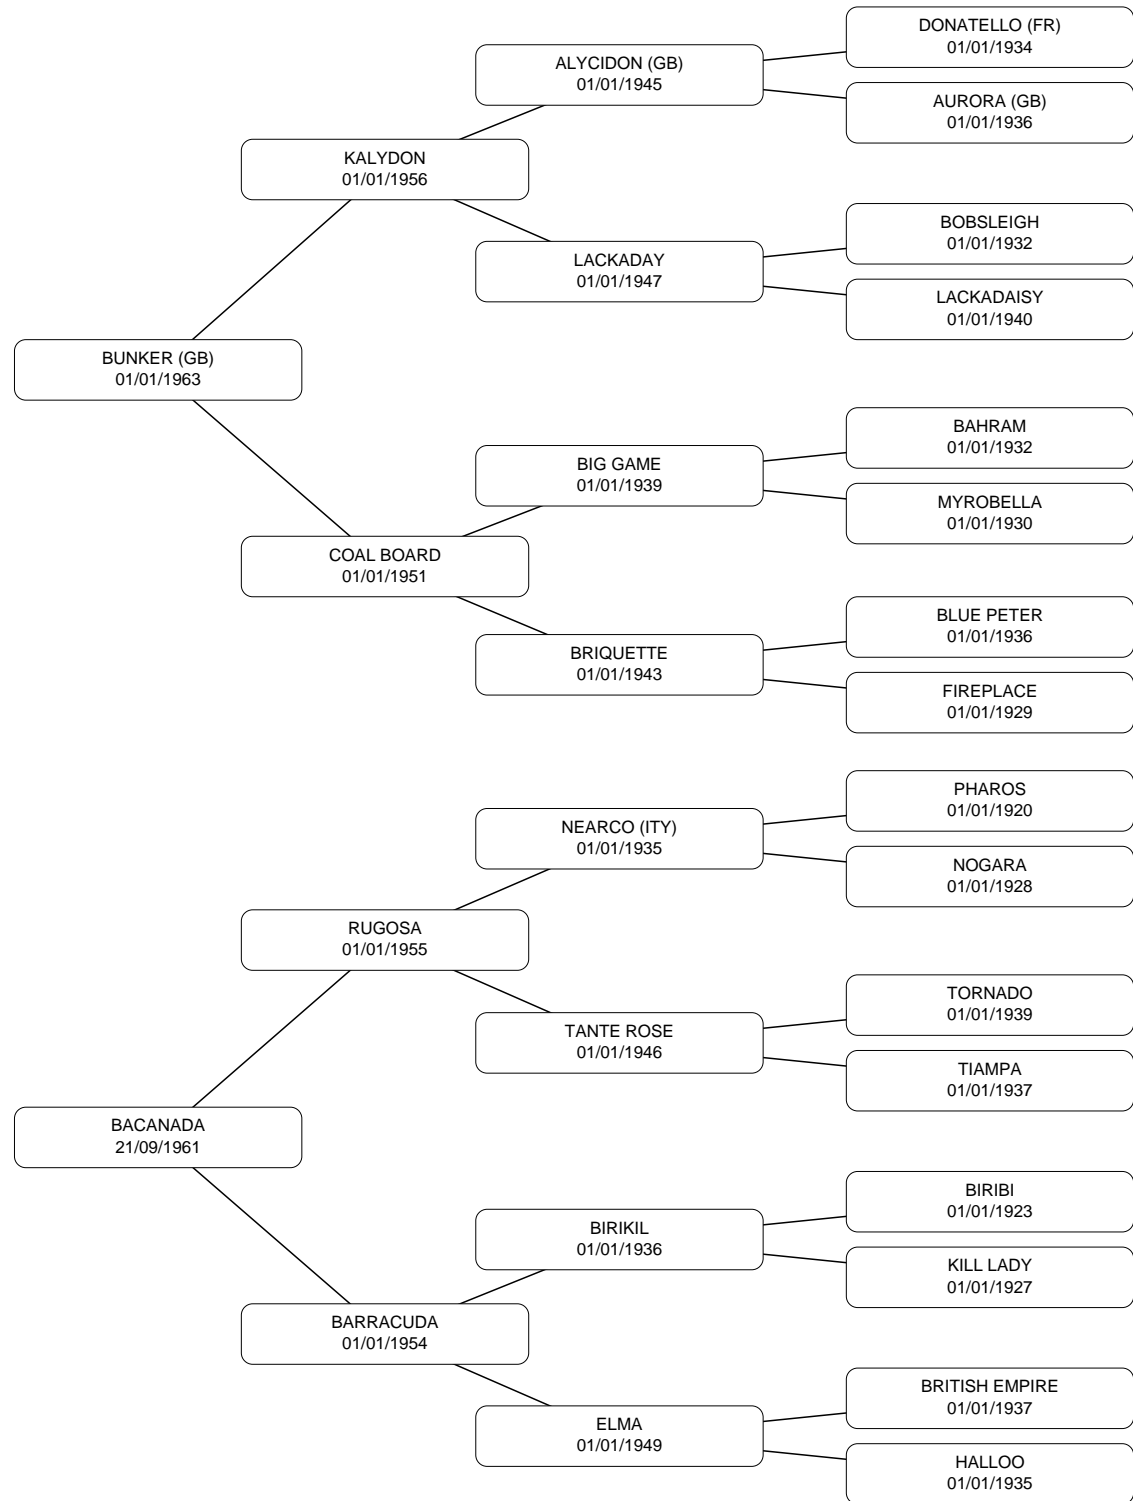 DONATELLO (FR)
01/01/1934
ALYCIDON (GB)
01/01/1945
AURORA (GB)
01/01/1936
KALYDON
01/01/1956
BOBSLEIGH
01/01/1932
LACKADAY
01/01/1947
LACKADAISY
01/01/1940
BUNKER (GB)
01/01/1963
BAHRAM
01/01/1932
BIG GAME
01/01/1939
MYROBELLA
01/01/1930
COAL BOARD
01/01/1951
BLUE PETER
01/01/1936
BRIQUETTE
01/01/1943
FIREPLACE
01/01/1929
PHAROS
01/01/1920
NEARCO (ITY)
01/01/1935
NOGARA
01/01/1928
RUGOSA
01/01/1955
TORNADO
01/01/1939
TANTE ROSE
01/01/1946
TIAMPA
01/01/1937
BACANADA
21/09/1961
BIRIBI
01/01/1923
BIRIKIL
01/01/1936
KILL LADY
01/01/1927
BARRACUDA
01/01/1954
BRITISH EMPIRE
01/01/1937
ELMA
01/01/1949
HALLOO
01/01/1935